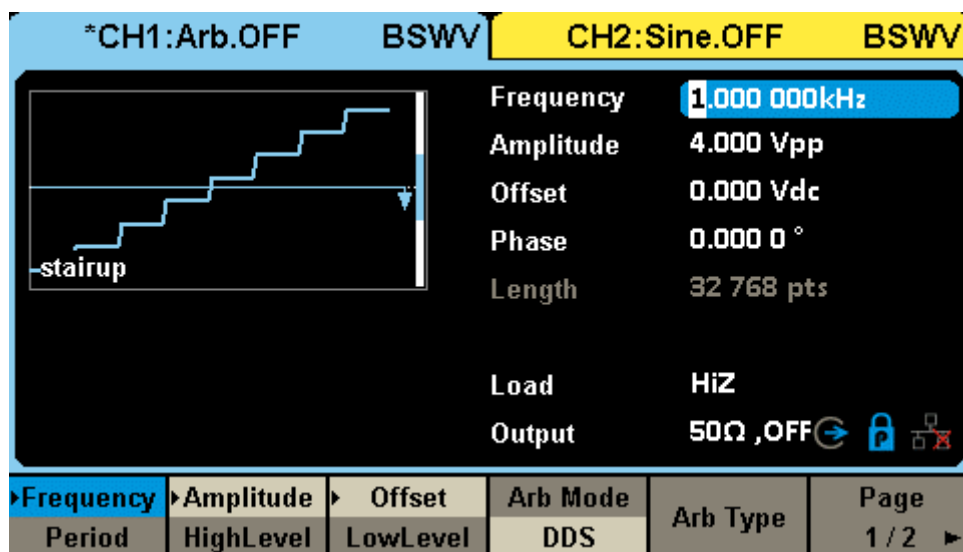 *CH1:Arb.OFF BSWV CH2:Sine.OFF BSWV
Frequency 1.000 000kHz
Amplitude 4.000 Vpp
Offset 0.000 Vdc
Phase 0.000 0 °
stairup
Length 32 768 pts
Load HiZ
Output 50Ω ,OFF P
Frequency Amplitude Offset Arb Mode Arb Type Page
Period HighLevel LowLevel DDS 1/2